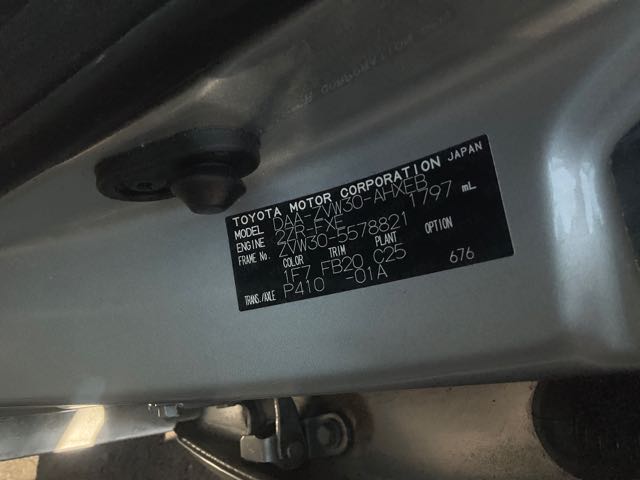 TOYOTA MOTOR CORPORATION JAPAN
MODEL DAA-ZVW30-AHXEB
ENGINE 2ZR-FXE 1797 mL
FRAME No. ZVW30-5578821
COLOR TRIM PLANT OPTION
1F7 FB20 C25
TRANS./AXLE P410 -01A 676